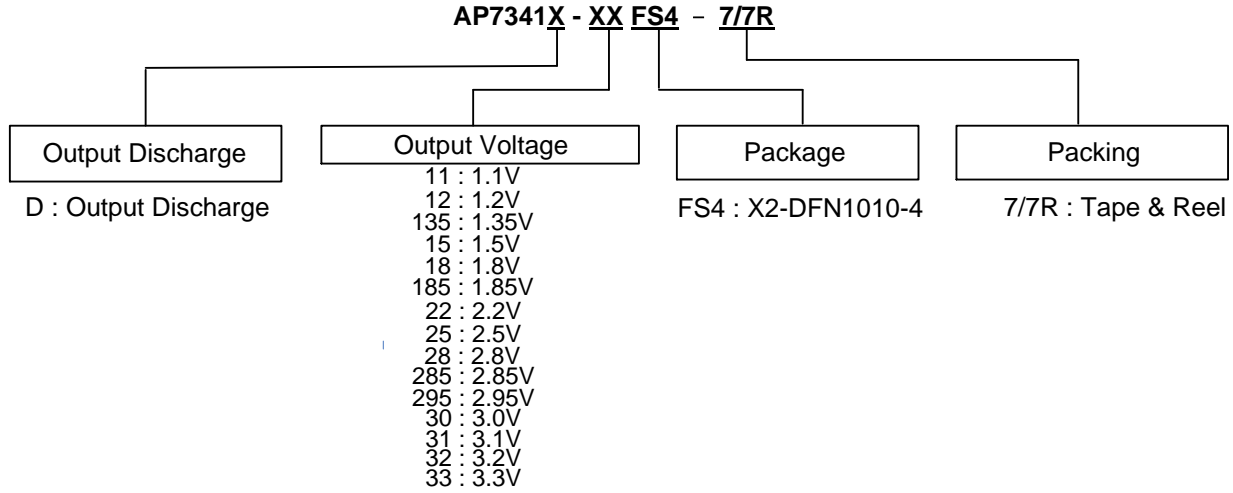 AP7341X - XX FS4 – 7/7R
Output Discharge
D : Output Discharge
Output Voltage
11 : 1.1V
12 : 1.2V
135 : 1.35V
15 : 1.5V
18 : 1.8V
185 : 1.85V
22 : 2.2V
25 : 2.5V
28 : 2.8V
285 : 2.85V
295 : 2.95V
30 : 3.0V
31 : 3.1V
32 : 3.2V
33 : 3.3V
Package
FS4 : X2-DFN1010-4
Packing
7/7R : Tape & Reel